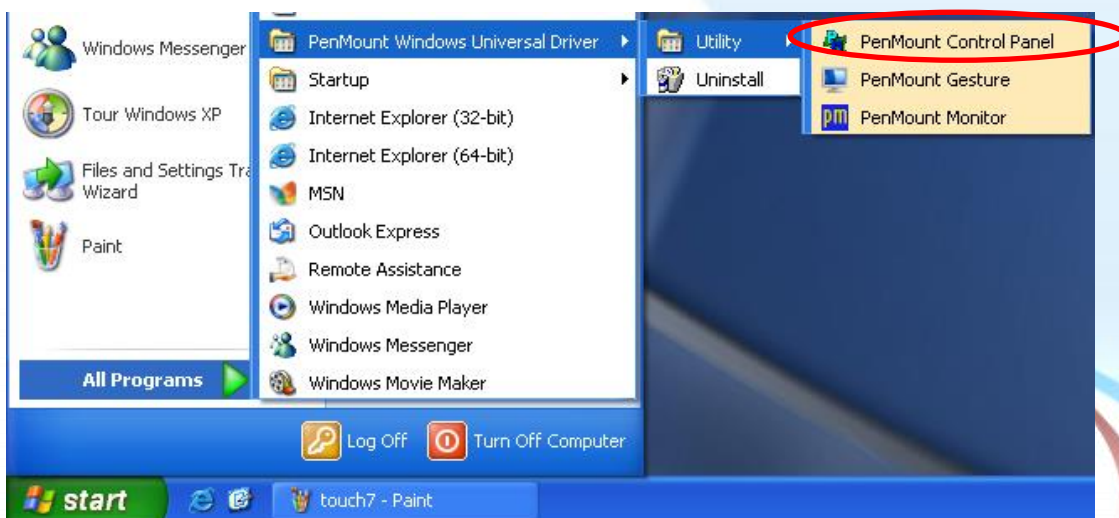 Windows Messenger
Tour Windows XP
Files and Settings Tra
Wizard
Paint
All Programs
PenMount Windows Universal Driver
Startup
Internet Explorer (32-bit)
Internet Explorer (64-bit)
MSN
Outlook Express
Remote Assistance
Windows Media Player
Windows Messenger
Windows Movie Maker
Utility
Uninstall
PenMount Control Panel
PenMount Gesture
pm PenMount Monitor
Log Off Turn Off Computer
start touch7 - Paint